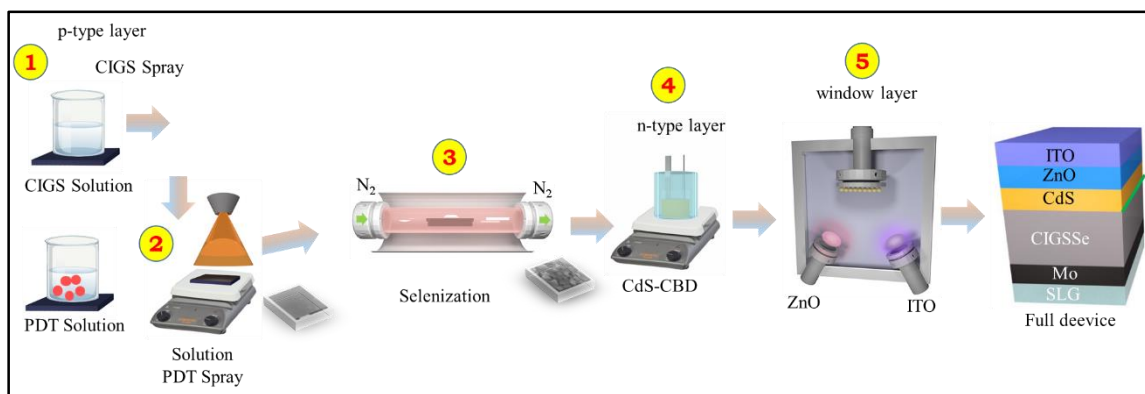 p-type layer
1
CIGS Spray
CIGS Solution
PDT Solution
2
Solution
PDT Spray
3
N2
N2
Selenization
4
n-type layer
CdS-CBD
5
window layer
ZnO
ITO
ITO
ZnO
CdS
CIGSSe
Mo
SLG
Full deevice